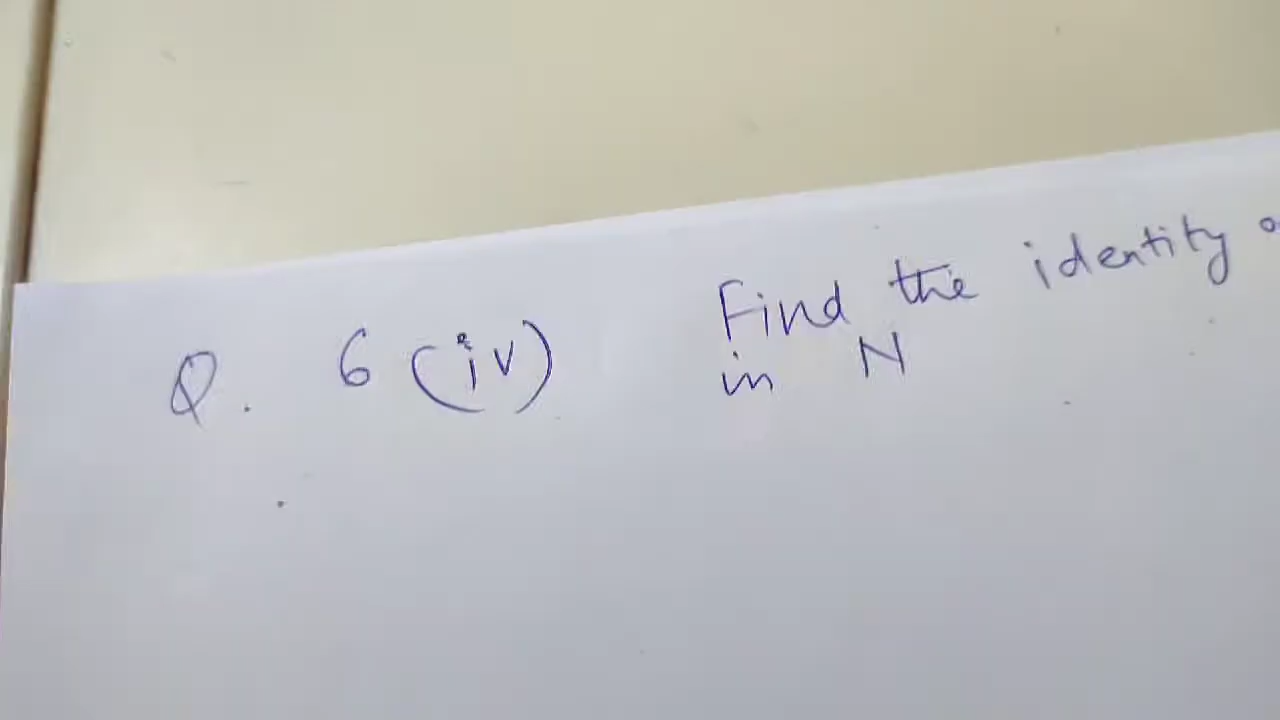 Q. 6 (iv) Find the identity
in N